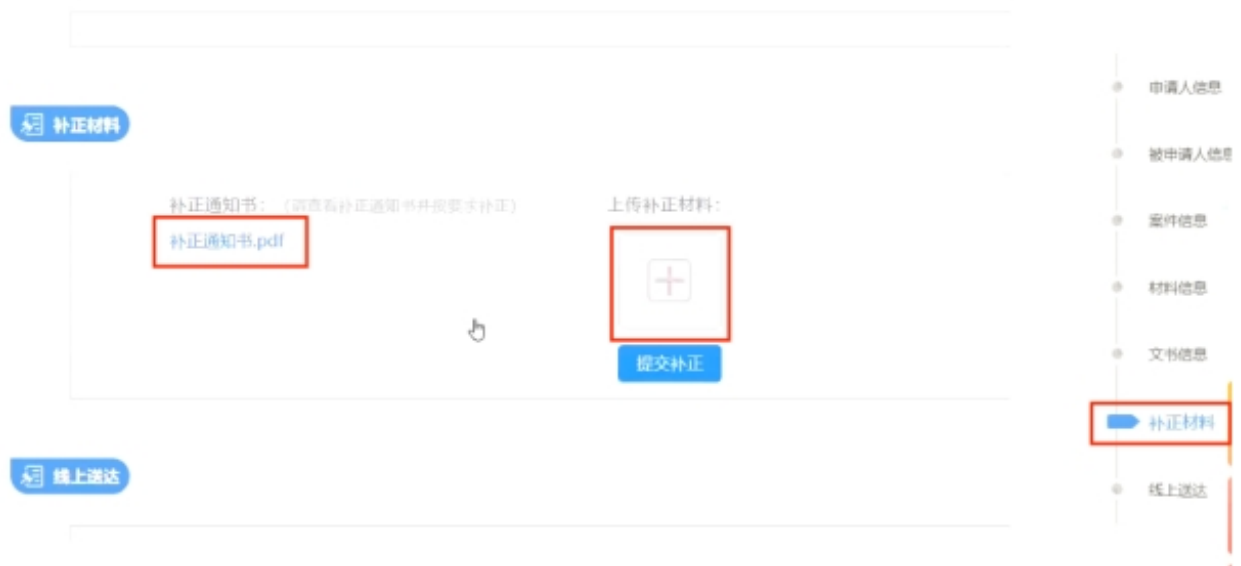 补正材料
补正通知书：（请查看补正通知书并按要求补正）
补正通知书.pdf
上传补正材料：
提交补正
线上送达
申请人信息
被申请人信息
案件信息
材料信息
文书信息
补正材料
线上送达